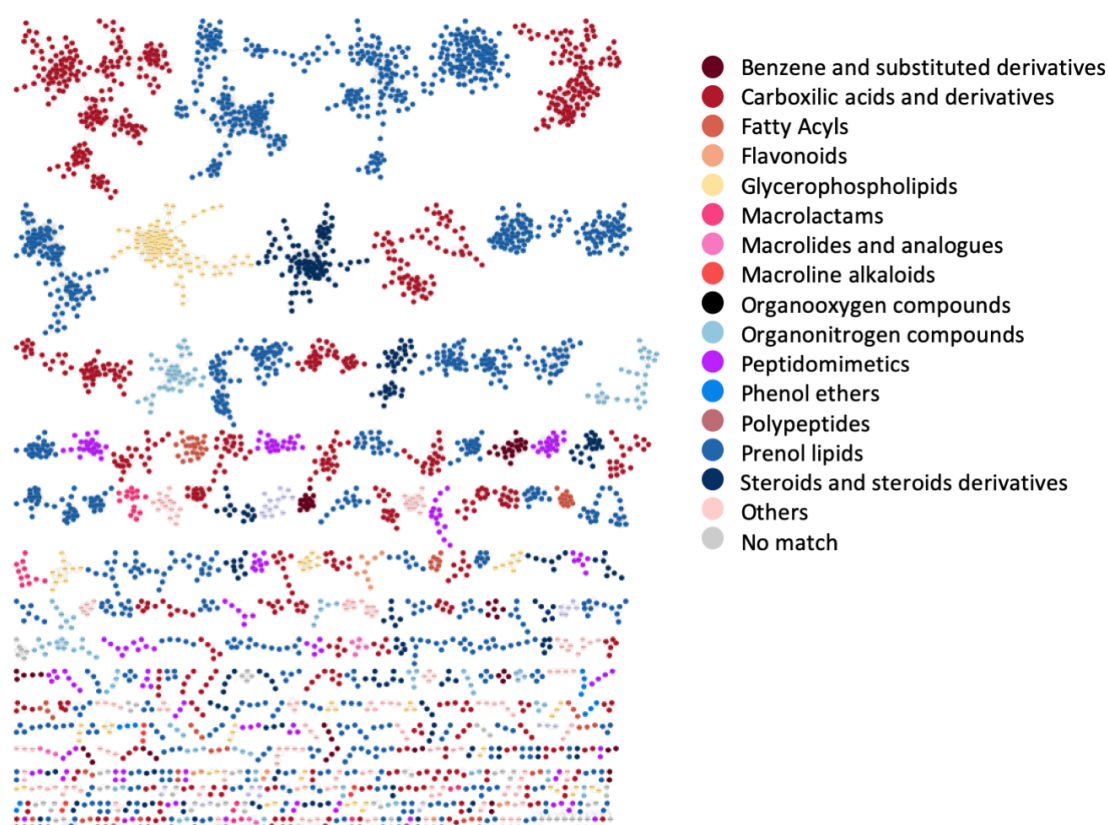 Benzene and substituted derivatives
Carboxilic acids and derivatives
Fatty Acyls
Flavonoids
Glycerophospholipids
Macrolactams
Macrolides and analogues
Macroline alkaloids
Organooxygen compounds
Organonitrogen compounds
Peptidomimetics
Phenol ethers
Polypeptides
Prenol lipids
Steroids and steroids derivatives
Others
No match